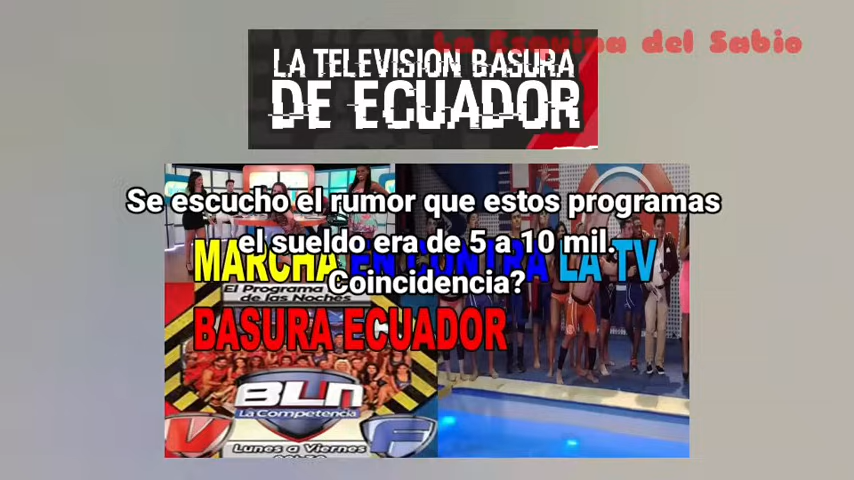 La Esquina del Sabio
LA TELEVISION BASURA
DE ECUADOR
Se escucho el rumor que estos programas
el sueldo era de 5 a 10 mil.
Coincidencia?
MARCHA EN CONTRA LA TV
BASURA ECUADOR
El Programa
de las Noches
BLN
La Competencia
V F
Lunes a Viernes